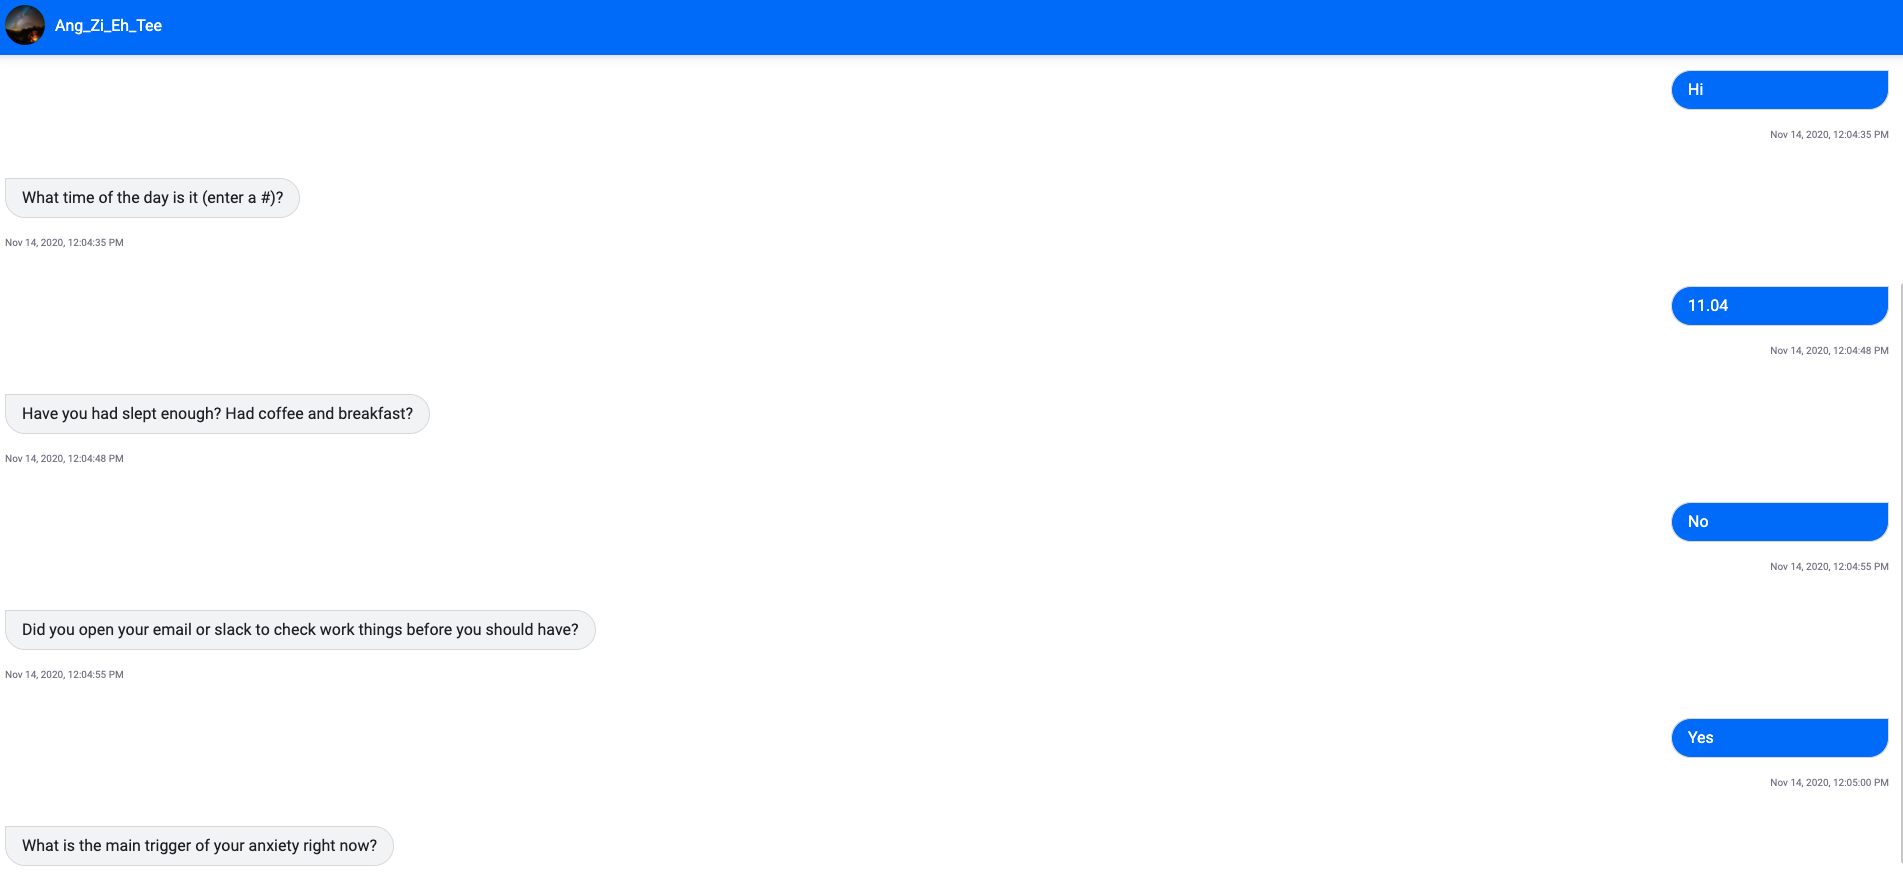 Ang_Zi_Eh_Tee
Hi
Nov 14, 2020, 12:04:35 PM
What time of the day is it (enter a #)?
Nov 14, 2020, 12:04:35 PM
11.04
Nov 14, 2020, 12:04:48 PM
Have you had slept enough? Had coffee and breakfast?
Nov 14, 2020, 12:04:48 PM
No
Nov 14, 2020, 12:04:55 PM
Did you open your email or slack to check work things before you should have?
Nov 14, 2020, 12:04:55 PM
Yes
Nov 14, 2020, 12:05:00 PM
What is the main trigger of your anxiety right now?